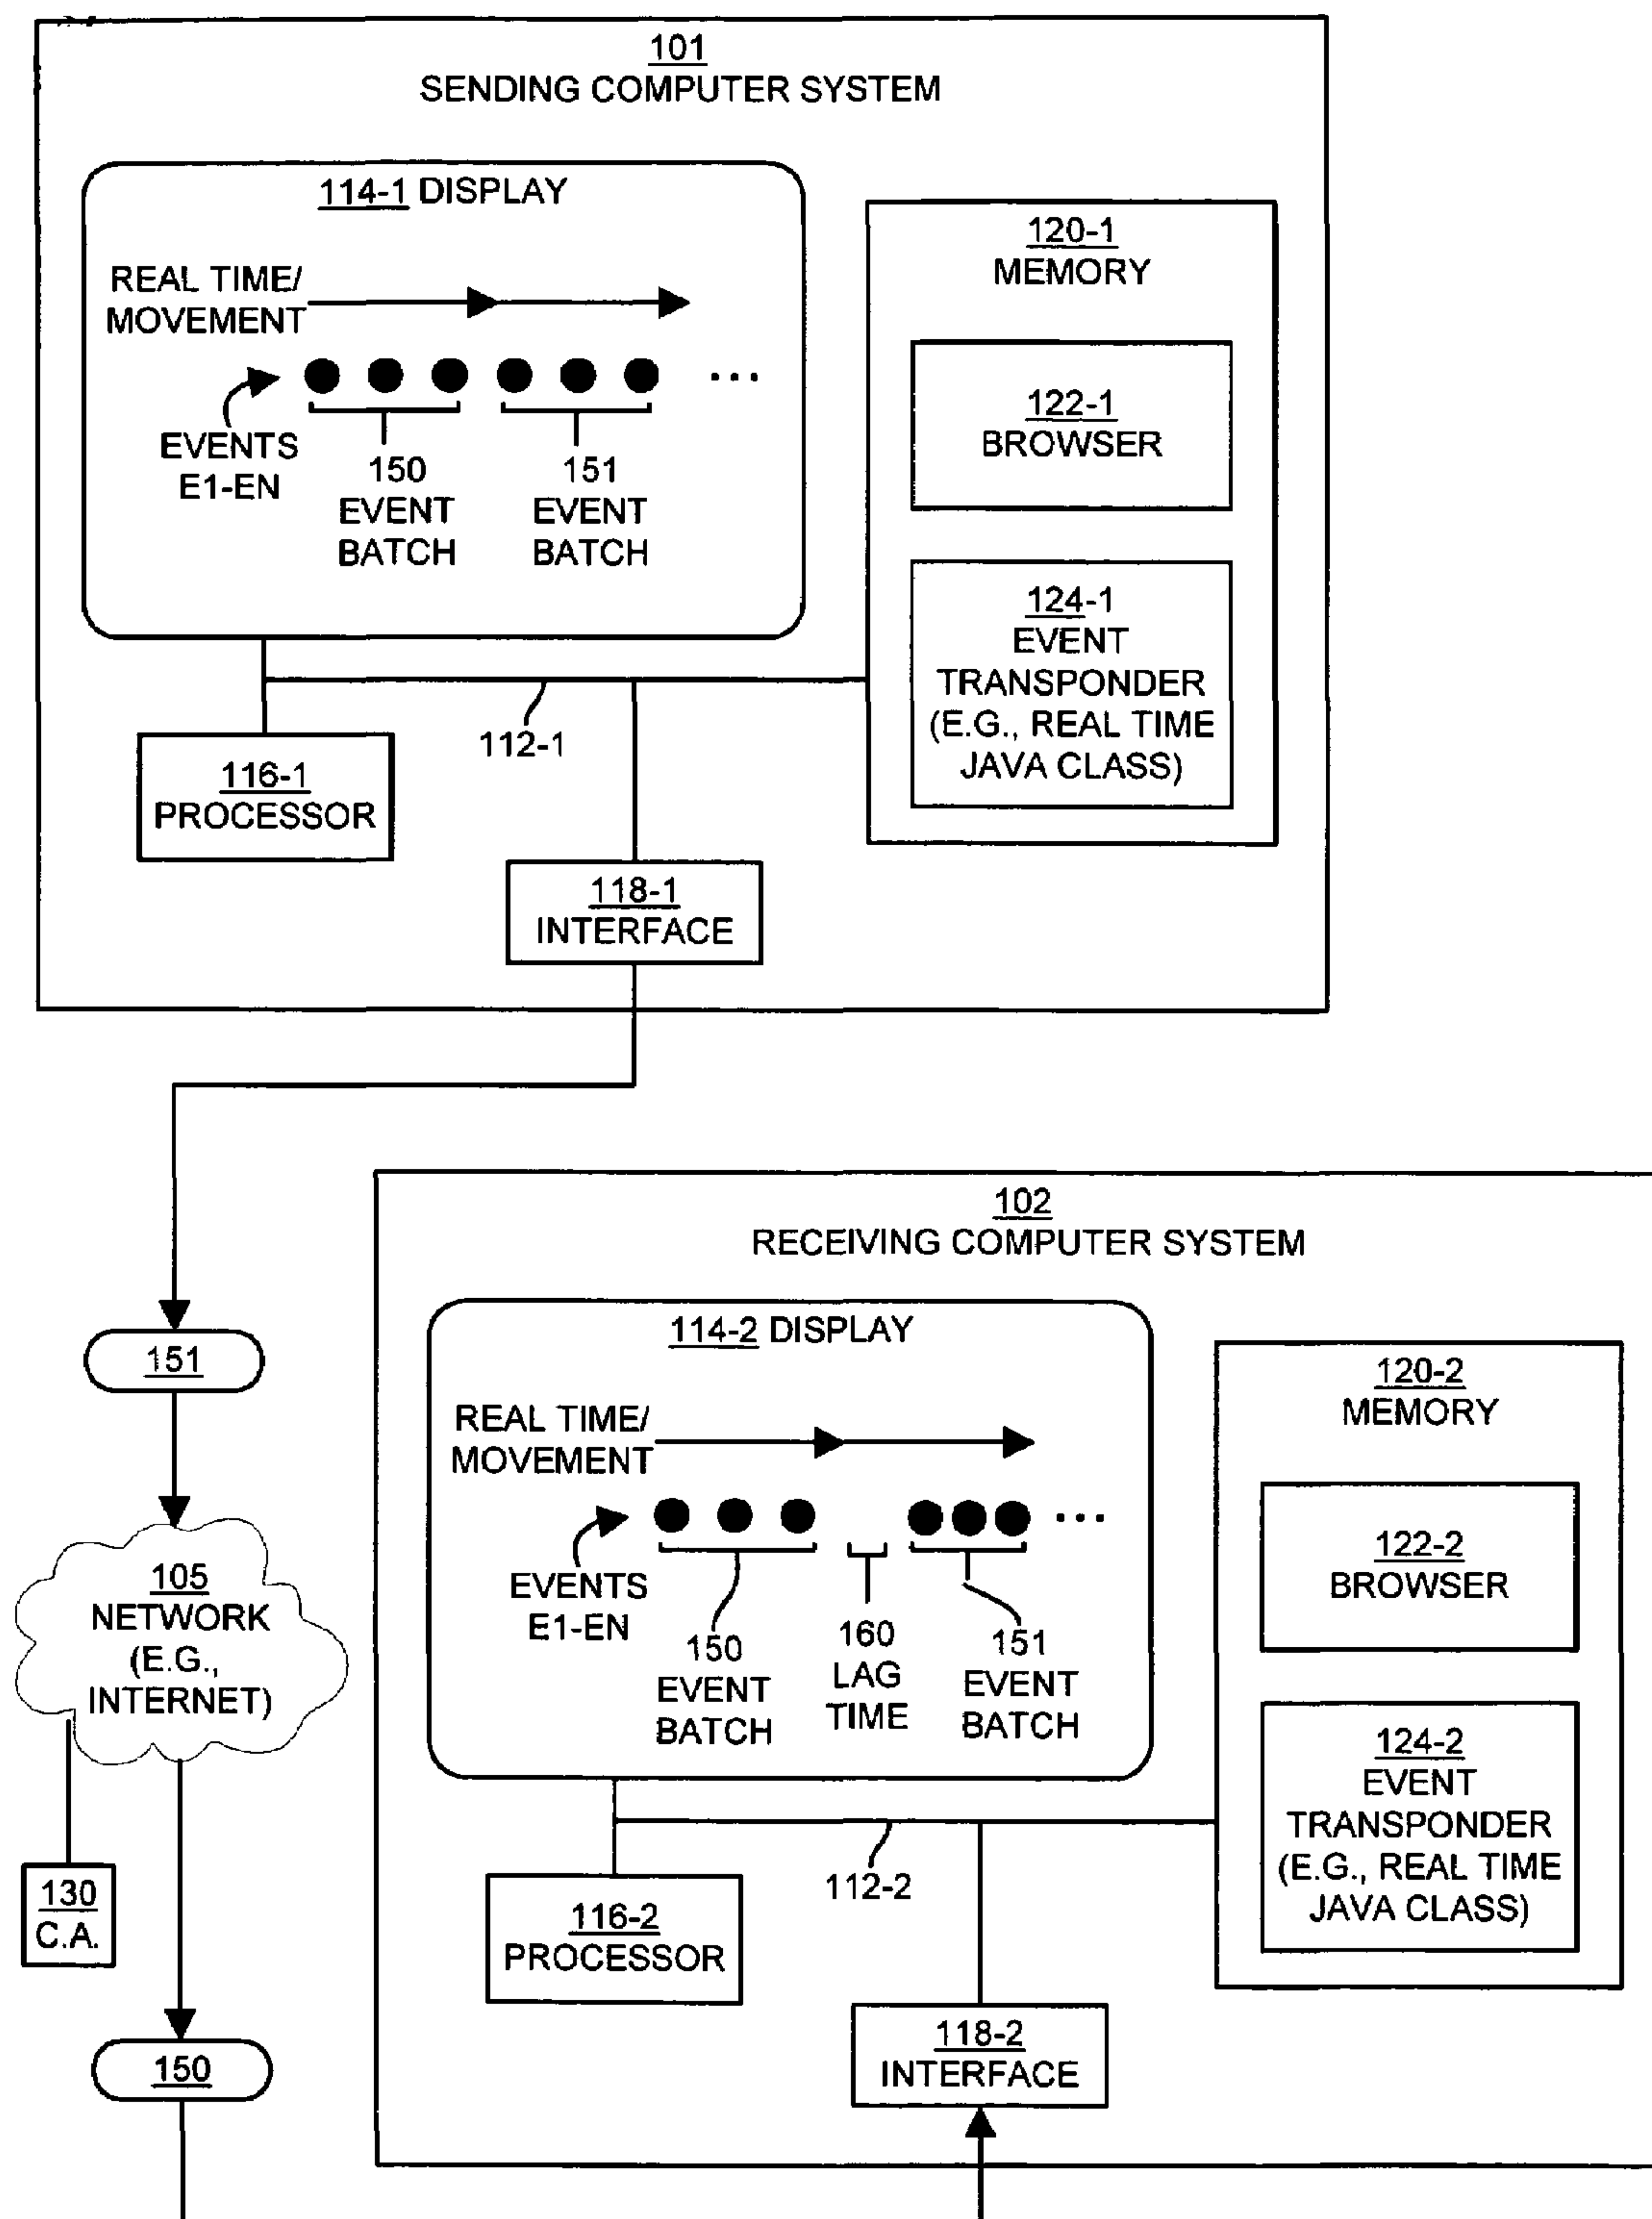 101
SENDING COMPUTER SYSTEM
114-1 DISPLAY
REAL TIME/
MOVEMENT
...
EVENTS
E1-EN
150
EVENT
BATCH
151
EVENT
BATCH
120-1
MEMORY
122-1
BROWSER
124-1
EVENT
TRANSPONDER
(E.G., REAL TIME
JAVA CLASS)
112-1
116-1
PROCESSOR
118-1
INTERFACE
151
105
NETWORK
(E.G.,
INTERNET)
130
C.A.
150
102
RECEIVING COMPUTER SYSTEM
114-2 DISPLAY
REAL TIME/
MOVEMENT
...
EVENTS
E1-EN
150
EVENT
BATCH
160
LAG
TIME
151
EVENT
BATCH
120-2
MEMORY
122-2
BROWSER
124-2
EVENT
TRANSPONDER
(E.G., REAL TIME
JAVA CLASS)
112-2
116-2
PROCESSOR
118-2
INTERFACE